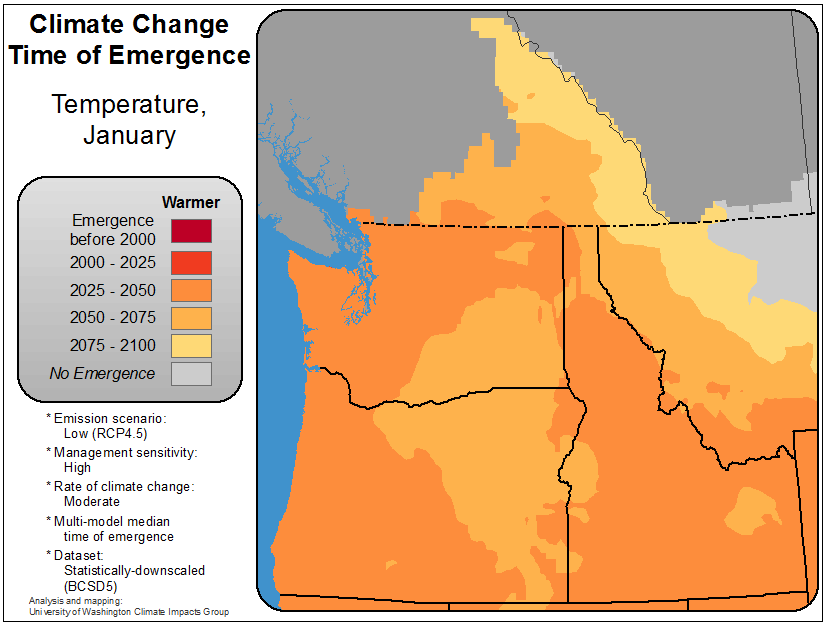 Climate Change
Time of Emergence
Temperature,
January
Warmer
Emergence
before 2000
2000 - 2025
2025 - 2050
2050 - 2075
2075 - 2100
No Emergence
* Emission scenario:
Low (RCP4.5)
* Management sensitivity:
High
* Rate of climate change:
Moderate
* Multi-model median
time of emergence
* Dataset:
Statistically-downscaled
(BCSD5)
Analysis and mapping:
University of Washington Climate Impacts Group